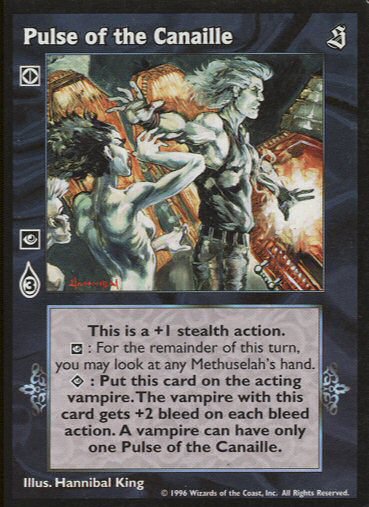 Pulse of the Canaille
3
This is a +1 stealth action.
: For the remainder of this turn,
you may look at any Methuselah's hand.
: Put this card on the acting
vampire.The vampire with this
card gets +2 bleed on each bleed
action. A vampire can have only
one Pulse of the Canaille.
Illus. Hannibal King
© 1996 Wizards of the Coast, Inc. All Rights Reserved.